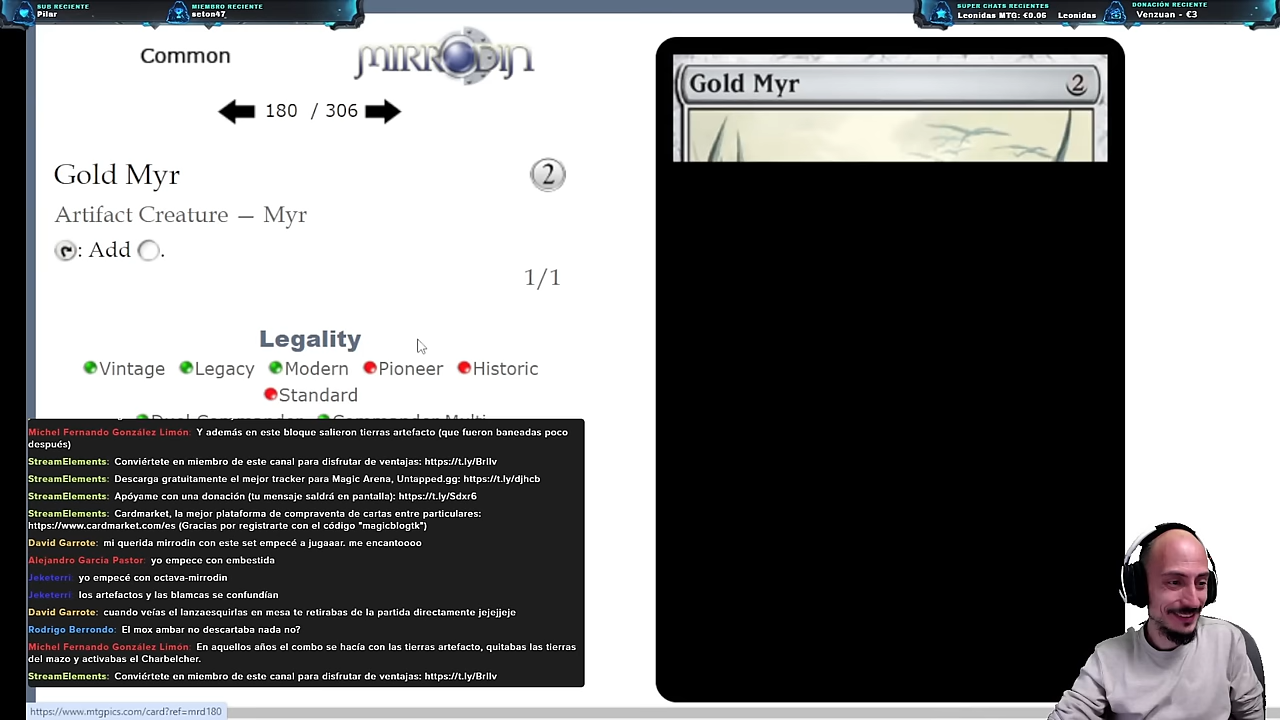 SUB RECIENTE
Pilar
MIEMBRO RECIENTE
seton47_
SUPER CHATS RECIENTES
Leonidas MTG: €0.06 Leonidas
DONACIÓN RECIENTE
Venzuan - €3
Common
MIRRODIN
180 / 306
Gold Myr
2
Artifact Creature — Myr
: Add .
1/1
Legality
Vintage Legacy Modern Pioneer Historic
Standard
Duel Commander Commander Multi
Gold Myr 2
Michel Fernando González Limón: Y además en este bloque salieron tierras artefacto (que fueron baneadas poco
después)
StreamElements: Conviértete en miembro de este canal para disfrutar de ventajas: https://t.ly/BrIIv
StreamElements: Descarga gratuitamente el mejor tracker para Magic Arena, Untapped.gg: https://t.ly/djhcb
StreamElements: Apóyame con una donación (tu mensaje saldrá en pantalla): https://t.ly/Sdxr6
StreamElements: Cardmarket, la mejor plataforma de compraventa de cartas entre particulares:
https://www.cardmarket.com/es (Gracias por registrarte con el código "magicblogtk")
David Garrote: mi querida mirrodin con este set empecé a jugaaar. me encantoooo
Alejandro Garcia Pastor: yo empece con embestida
Jeketerri: yo empecé con octava-mirrodin
Jeketerri: los artefactos y las blamcas se confundían
David Garrote: cuando veías el lanzaesquirlas en mesa te retirabas de la partida directamente jejejjeje
Rodrigo Berrondo: El mox ambar no descartaba nada no?
Michel Fernando González Limón: En aquellos años el combo se hacía con las tierras artefacto, quitabas las tierras
del mazo y activabas el Charbelcher.
StreamElements: Conviértete en miembro de este canal para disfrutar de ventajas: https://t.ly/BrIIv
https://www.mtgpics.com/card?ref=mrd180